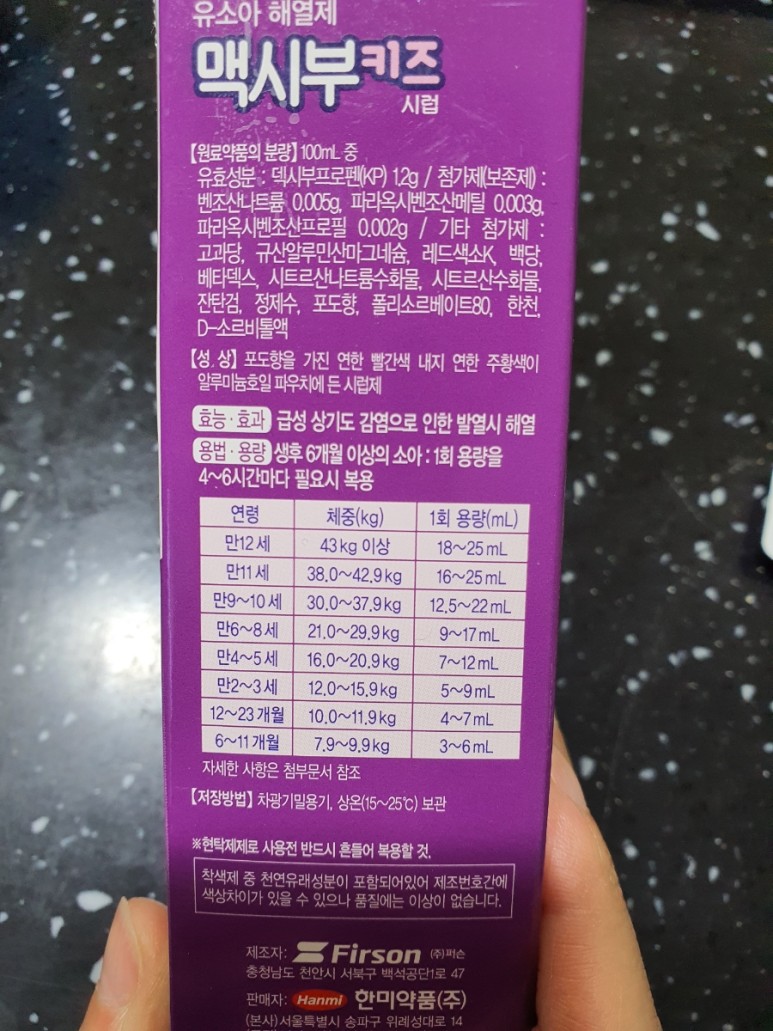 유소아 해열제
맥시부키즈
시럽
【원료약품의 분량】 100mL 중
유효성분 : 덱시부프로펜(KP) 1.2g / 첨가제(보존제) :
벤조산나트륨 0.005g, 파라옥시벤조산메틸 0.003g,
파라옥시벤조산프로필 0.002g / 기타 첨가제 :
고과당, 규산알루민산마그네슘, 레드색소K, 백당,
베타덱스, 시트르산나트륨수화물, 시트르산수화물,
잔탄검, 정제수, 포도향, 폴리소르베이트80, 한천,
D-소르비톨액
【성 상】 포도향을 가진 연한 빨간색 내지 연한 주황색이
알루미늄호일 파우치에 든 시럽제
효능·효과 급성 상기도 감염으로 인한 발열시 해열
용법·용량 생후 6개월 이상의 소아 : 1회 용량을
4~6시간마다 필요시 복용
연령 체중(kg) 1회 용량(mL)
만12세 43kg 이상 18~25mL
만11세 38.0~42.9kg 16~25mL
만9~10세 30.0~37.9kg 12.5~22mL
만6~8세 21.0~29.9kg 9~17mL
만4~5세 16.0~20.9kg 7~12mL
만2~3세 12.0~15.9kg 5~9mL
12~23개월 10.0~11.9kg 4~7mL
6~11개월 7.9~9.9kg 3~6mL
자세한 사항은 첨부문서 참조
【저장방법】 차광기밀용기, 상온(15~25℃) 보관
※현탁제제로 사용전 반드시 흔들어 복용할 것.
착색제 중 천연유래성분이 포함되어있어 제조번호간에
색상차이가 있을 수 있으나 품질에는 이상이 없습니다.
제조자: Firson (주)퍼슨
충청남도 천안시 서북구 백석공단1로 47
판매자: Hanmi 한미약품(주)
(본사) 서울특별시 송파구 위례성대로 14